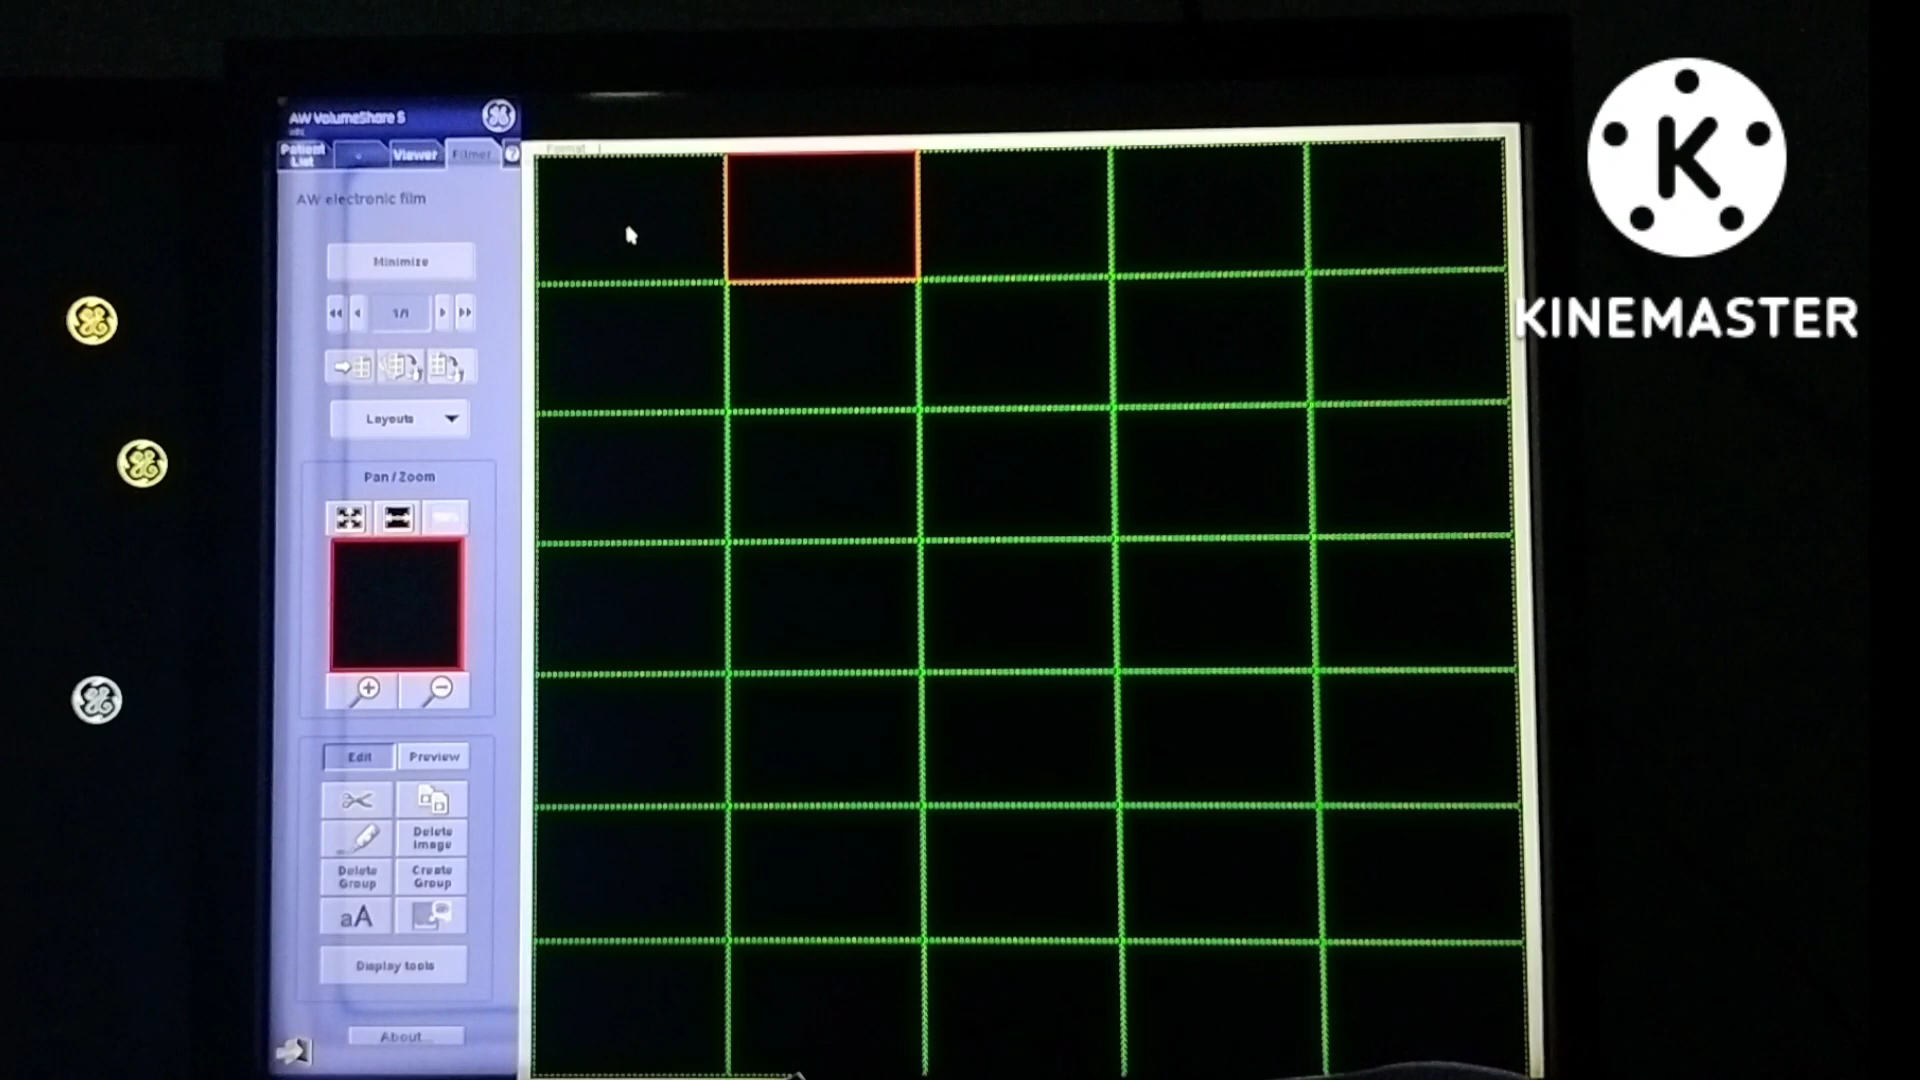 AW VolumeShare 5
Patient
List
Viewer
Filmer
?
AW electronic film
Minimize
1/1
Layouts
Pan / Zoom
Edit
Preview
Delete
Image
Delete
Group
Create
Group
aA
Display tools
About...
K
KINEMASTER